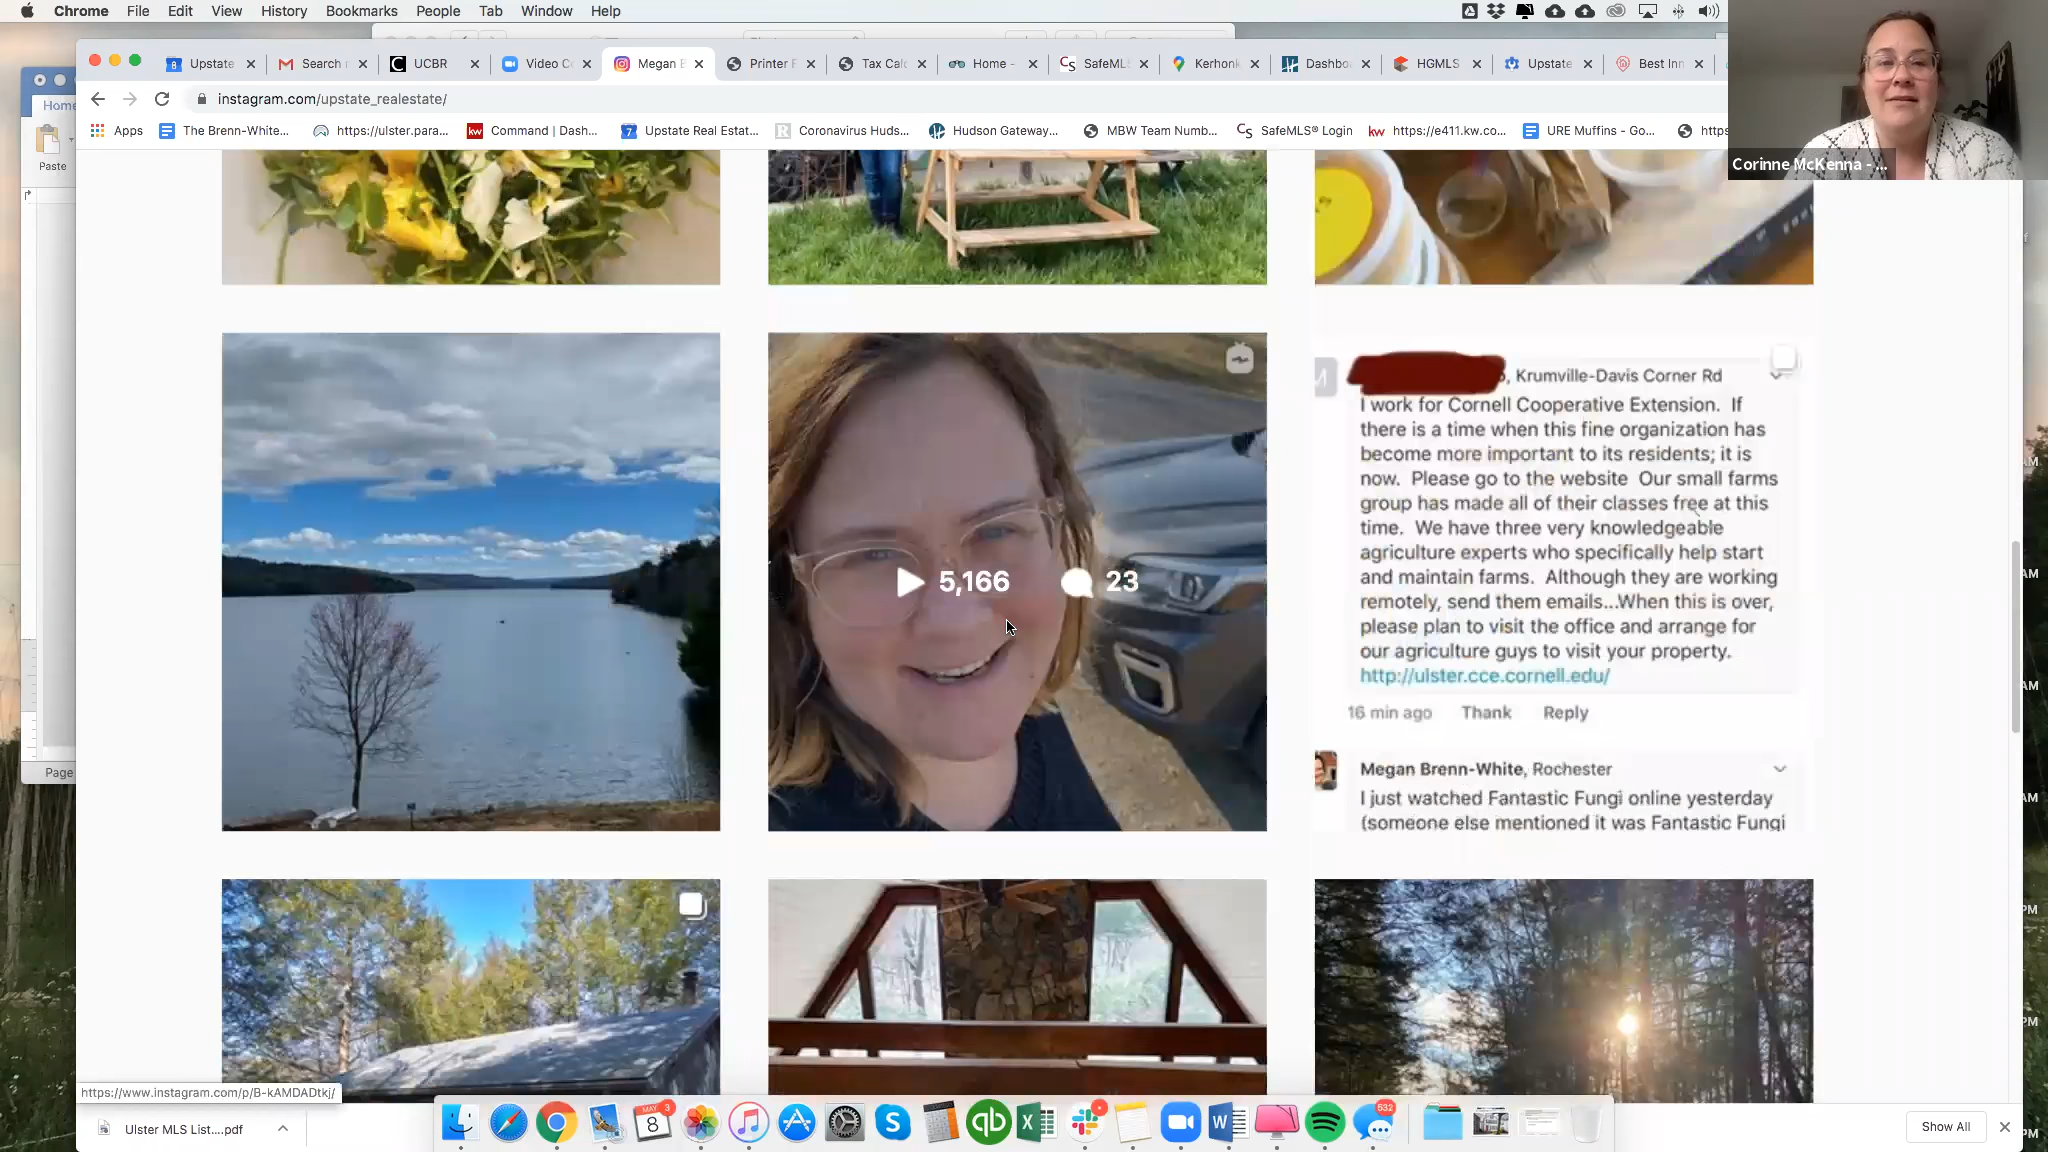 Chrome File Edit View History Bookmarks People Tab Window Help
Upstate Search UCBR Video C Megan Printer F Tax Calc Home - SafeMLS Kerhonk Dashbo HGMLS Upstate Best Inn
instagram.com/upstate_realestate/
Apps The Brenn-White... https://ulster.para... Command | Dash... Upstate Real Estat... Coronavirus Huds... Hudson Gateway... MBW Team Numb... SafeMLS® Login https://e411.kw.co... URE Muffins - Go... https
Corinne McKenna - ...
Home
Paste
5,166 23
, Krumville-Davis Corner Rd
I work for Cornell Cooperative Extension. If
there is a time when this fine organization has
become more important to its residents; it is
now. Please go to the website Our small farms
group has made all of their classes free at this
time. We have three very knowledgeable
agriculture experts who specifically help start
and maintain farms. Although they are working
remotely, send them emails...When this is over,
please plan to visit the office and arrange for
our agriculture guys to visit your property.
http://ulster.cce.cornell.edu/
16 min ago Thank Reply
Megan Brenn-White, Rochester
I just watched Fantastic Fungi online yesterday
(someone else mentioned it was Fantastic Fungi
Page
https://www.instagram.com/p/B-kAMDADtkj/
Ulster MLS List....pdf
MAY 3
8
532
Show All